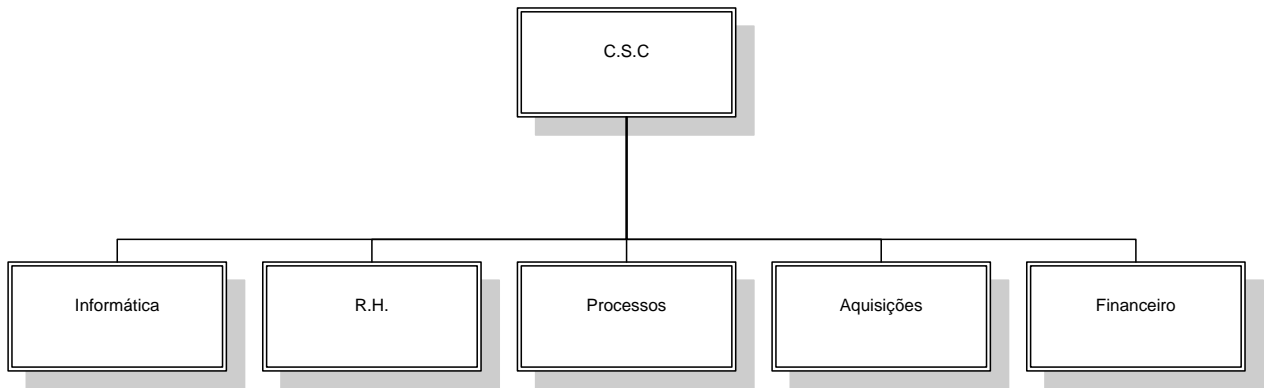 C.S.C
Informática
R.H.
Processos
Aquisições
Financeiro